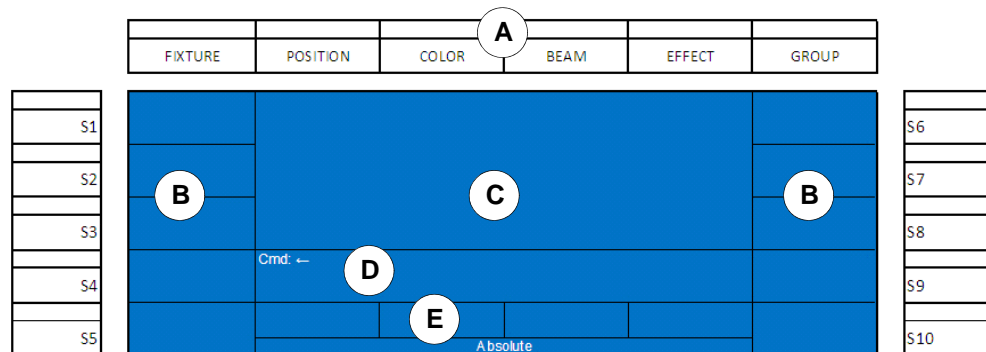 A
FIXTURE POSITION COLOR BEAM EFFECT GROUP
S1 S6
S2 B C B S7
S3 S8
Cmd: ← D
S4 S9
E
S5 Absolute S10